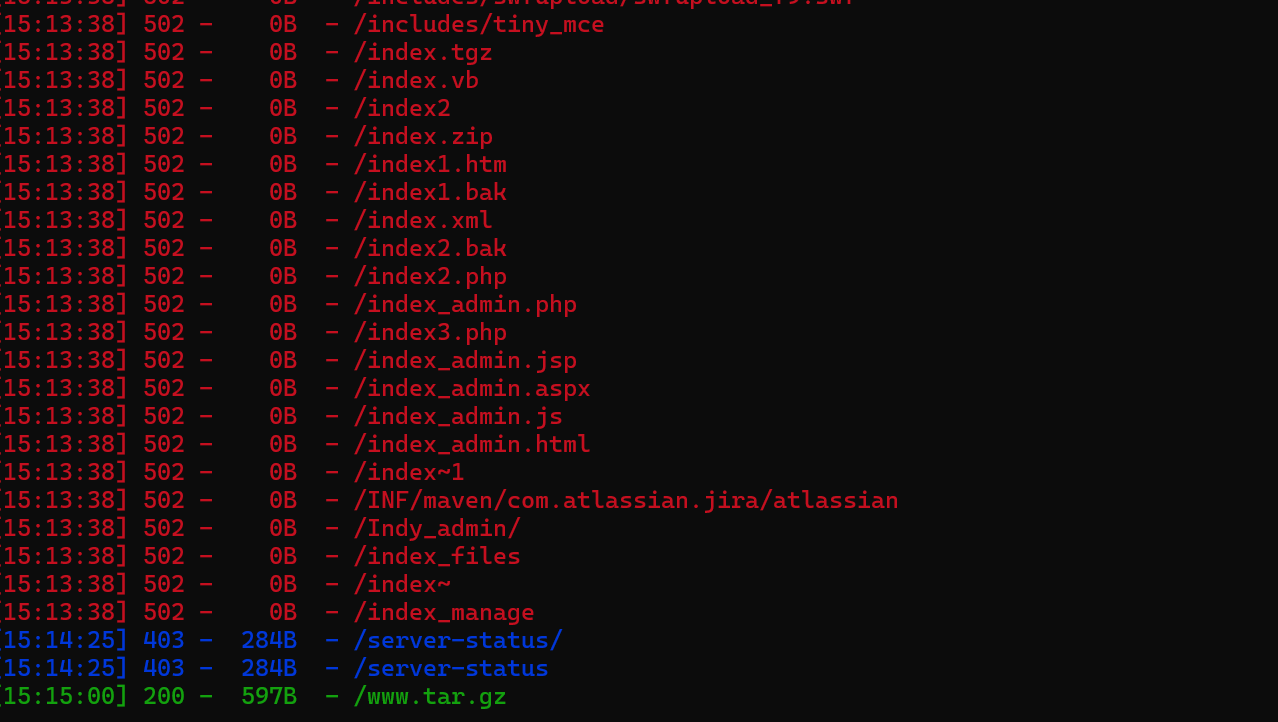 [15:13:38] 502 -    0B  - /includes/swfupload/swfupload_f9.swf
[15:13:38] 502 -    0B  - /includes/tiny_mce
[15:13:38] 502 -    0B  - /index.tgz
[15:13:38] 502 -    0B  - /index.vb
[15:13:38] 502 -    0B  - /index2
[15:13:38] 502 -    0B  - /index.zip
[15:13:38] 502 -    0B  - /index1.htm
[15:13:38] 502 -    0B  - /index1.bak
[15:13:38] 502 -    0B  - /index.xml
[15:13:38] 502 -    0B  - /index2.bak
[15:13:38] 502 -    0B  - /index2.php
[15:13:38] 502 -    0B  - /index_admin.php
[15:13:38] 502 -    0B  - /index3.php
[15:13:38] 502 -    0B  - /index_admin.jsp
[15:13:38] 502 -    0B  - /index_admin.aspx
[15:13:38] 502 -    0B  - /index_admin.js
[15:13:38] 502 -    0B  - /index_admin.html
[15:13:38] 502 -    0B  - /index~1
[15:13:38] 502 -    0B  - /INF/maven/com.atlassian.jira/atlassian
[15:13:38] 502 -    0B  - /Indy_admin/
[15:13:38] 502 -    0B  - /index_files
[15:13:38] 502 -    0B  - /index~
[15:13:38] 502 -    0B  - /index_manage
[15:14:25] 403 -  284B  - /server-status/
[15:14:25] 403 -  284B  - /server-status
[15:15:00] 200 -  597B  - /www.tar.gz